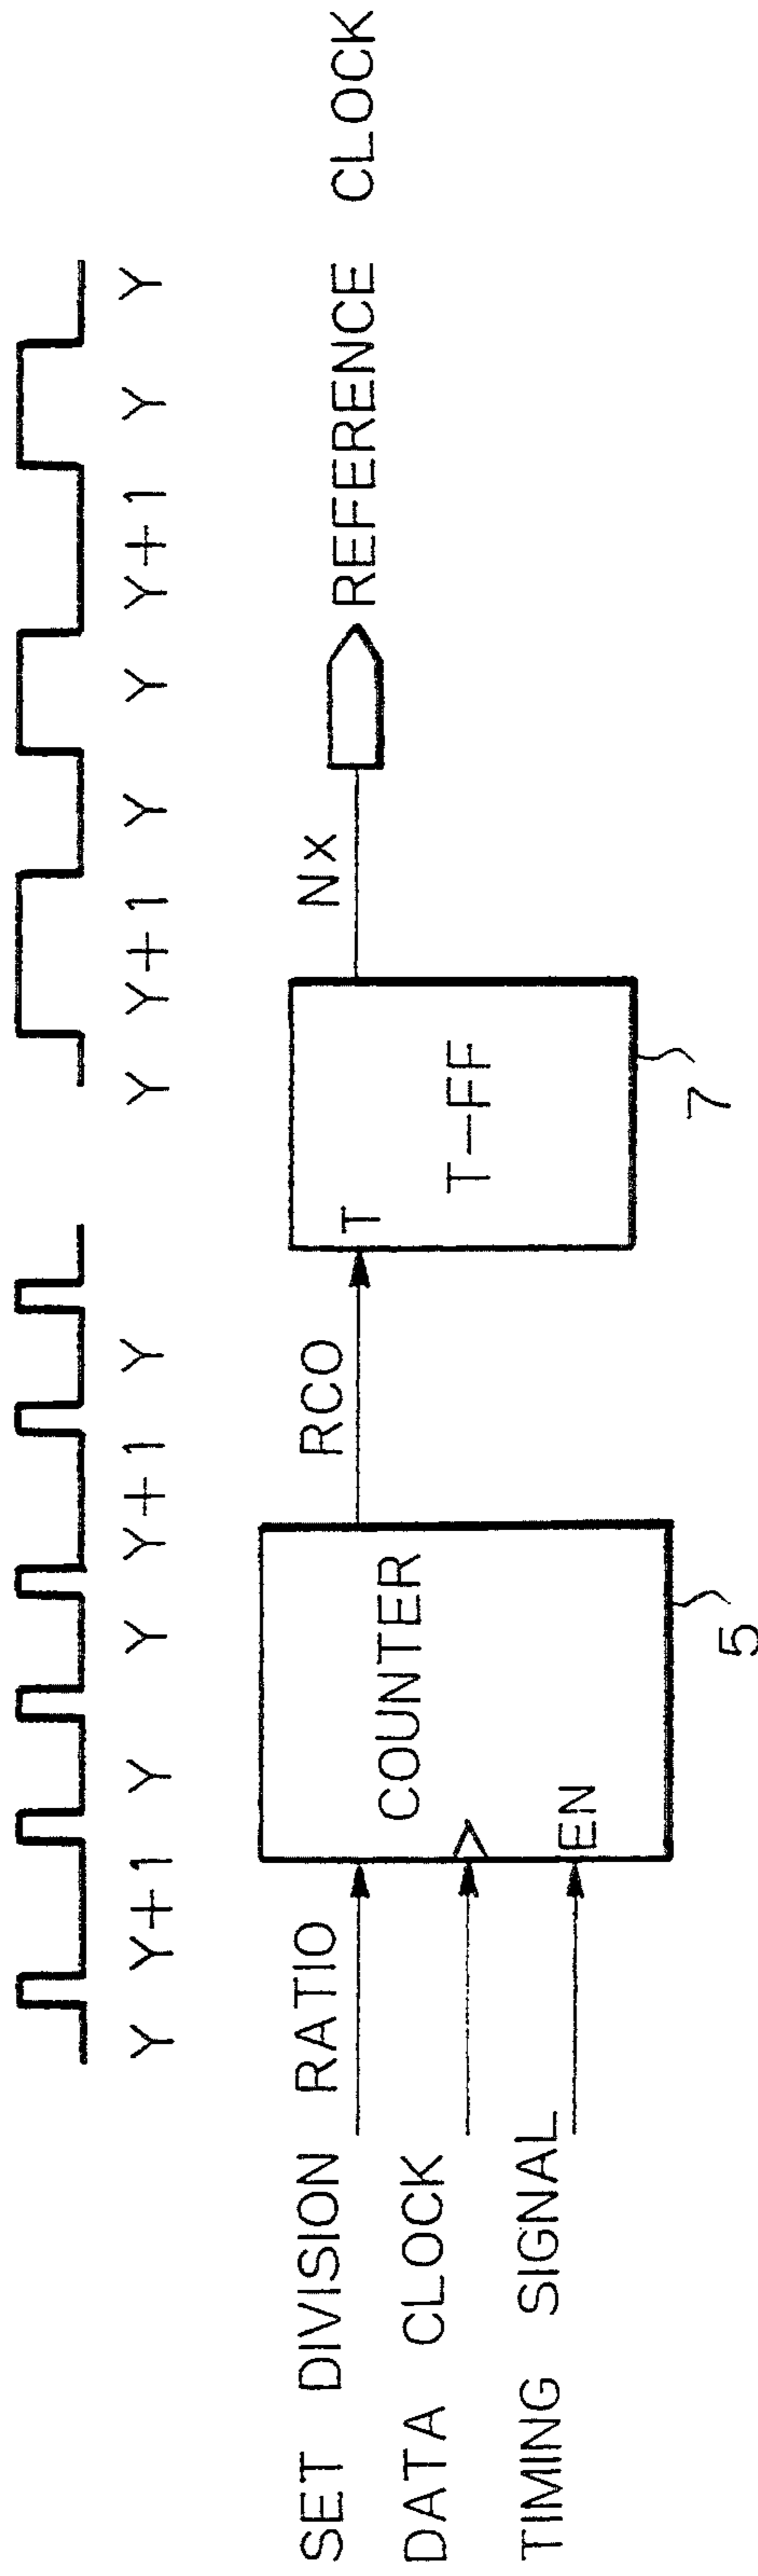 Y Y+1 Y Y Y+1 Y
Y Y+1 Y Y Y+1 Y Y
SET DIVISION RATIO
DATA CLOCK
TIMING SIGNAL
COUNTER
EN
5
RCO
T
T-FF
7
Nx
REFERENCE CLOCK